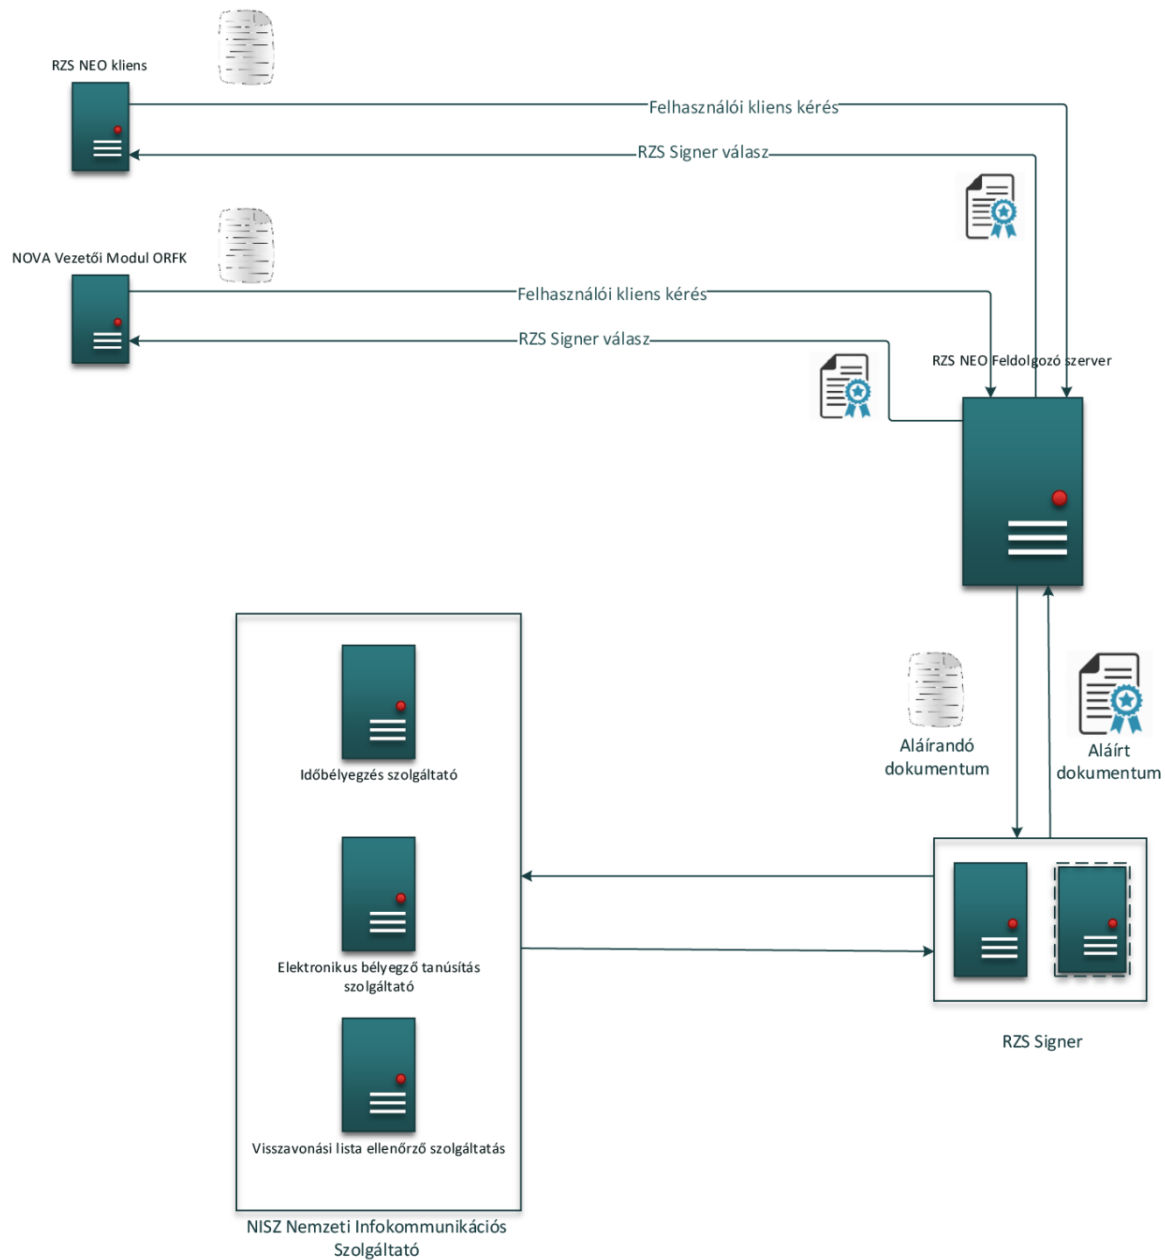 RZS NEO kliens
Felhasználói kliens kérés
RZS Signer válasz
NOVA Vezetői Modul ORFK
Felhasználói kliens kérés
RZS Signer válasz
RZS NEO Feldolgozó szerver
Aláírandó
dokumentum
Aláírt
dokumentum
Időbélyegzés szolgáltató
Elektronikus bélyegző tanúsítás
szolgáltató
Visszavonási lista ellenőrző szolgáltatás
RZS Signer
NISZ Nemzeti Infokommunikációs
Szolgáltató